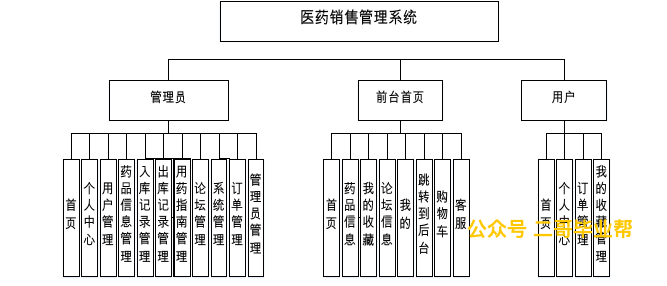 医药销售管理系统
管理员
前台首页
用户
首页
个人中心
用户管理
药品信息管理
入库记录管理
出库记录管理
用药指南管理
论坛管理
系统管理
订单管理
管理员管理
首页
药品信息
我的收藏
论坛信息
我的
跳转到后台
购物车
客服
首页
个人中心
订单管理
我的收藏管理
公众号 二哥毕业帮